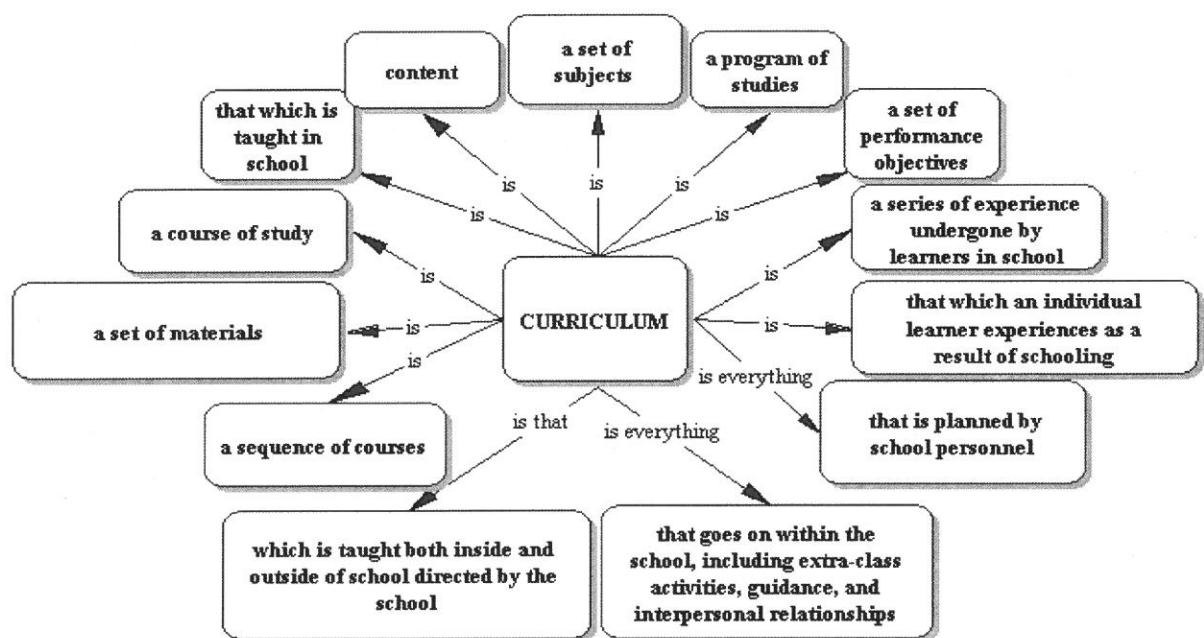 content
a set of
subjects
a program of
studies
that which is
taught in
school
a set of
performance
objectives
is
is
is
is
is
a course of study
a series of experience
undergone by
learners in school
is
is
a set of materials
is
CURRICULUM
is
that which an individual
learner experiences as a
result of schooling
is
is everything
a sequence of courses
is that
is everything
that is planned by
school personnel
which is taught both inside and
outside of school directed by the
school
that goes on within the
school, including extra-class
activities, guidance, and
interpersonal relationships